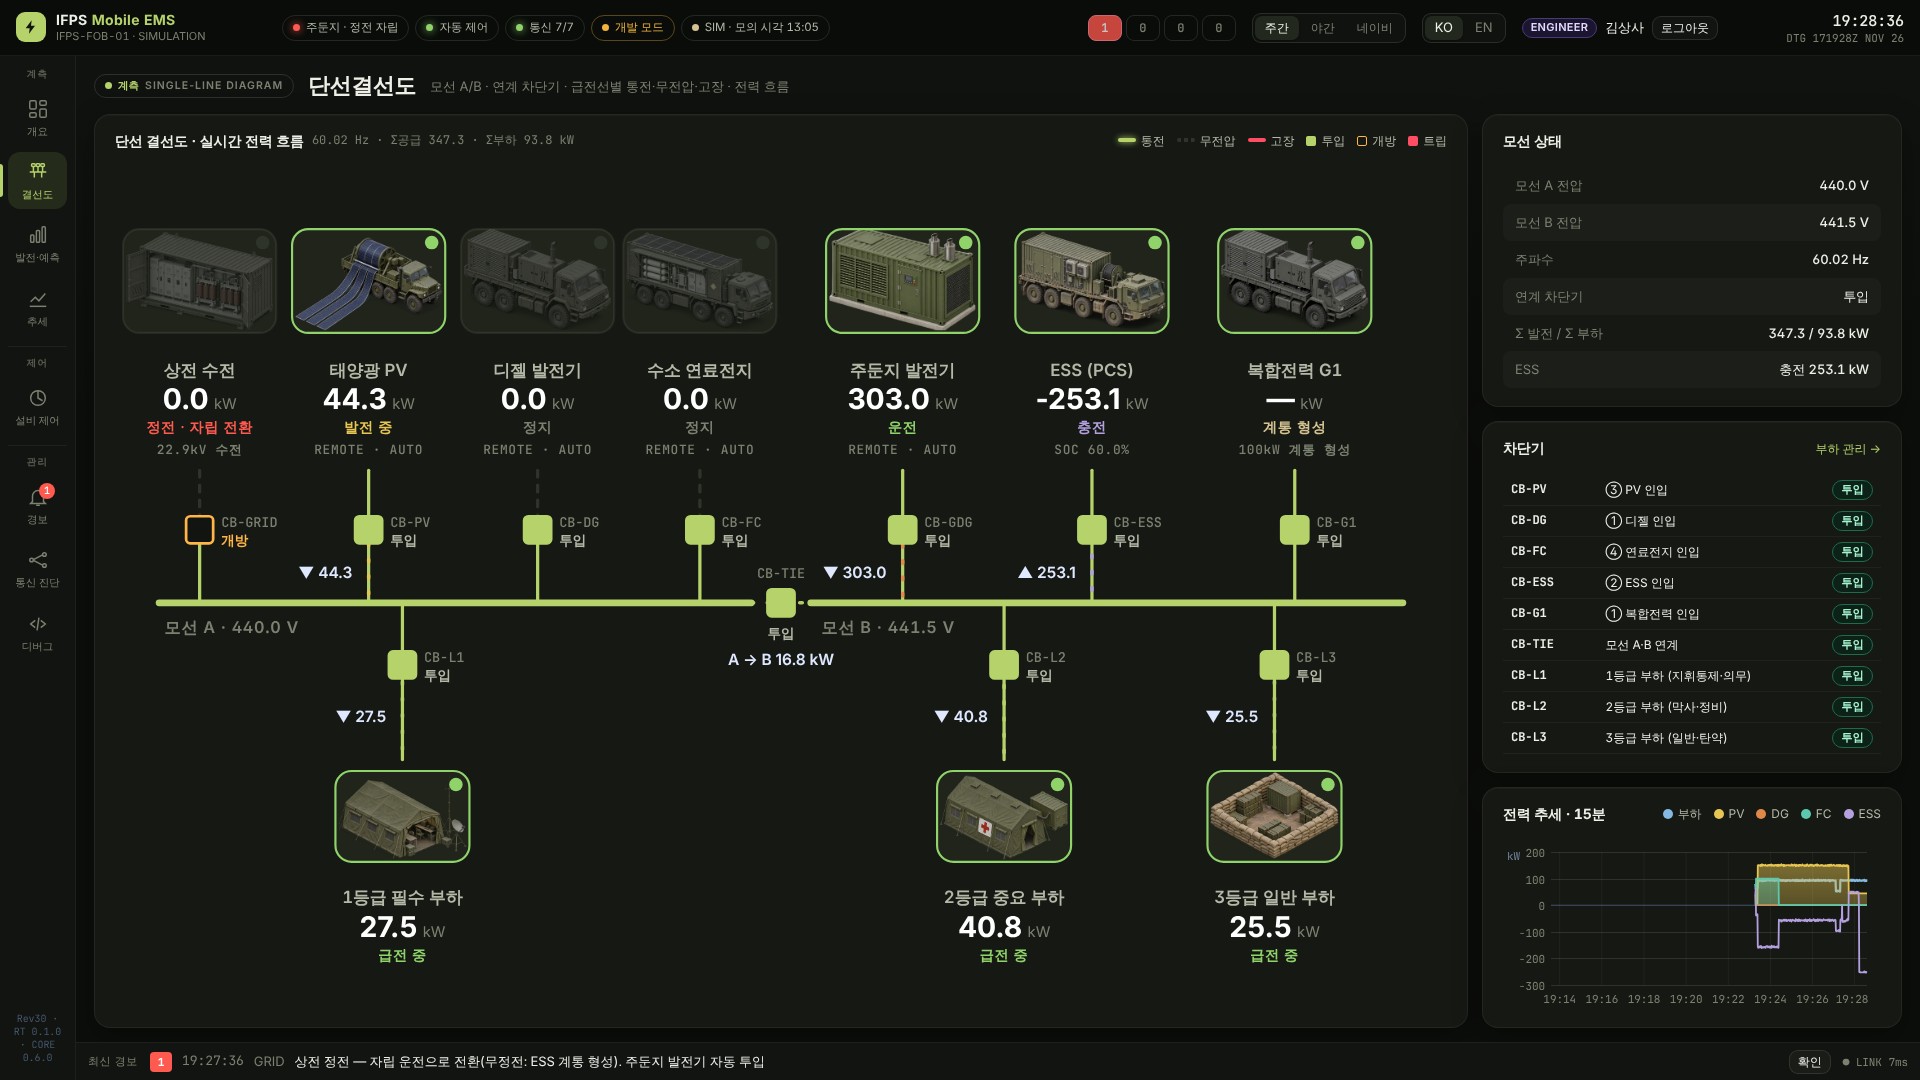 IFPS Mobile EMS
IFPS-FOB-01 · SIMULATION
주둔지 · 정전 자립
자동 제어
통신 7/7
개발 모드
SIM · 모의 시각 13:05
1 0 0 0
주간 야간 네이비
KO EN
ENGINEER 김상사 로그아웃
19:28:36
DTG 171928Z NOV 26
계측
개요
결선도
발전·예측
추세
제어
설비 제어
관리
1
경보
통신 진단
디버그
Rev30 ·
RT 0.1.0
· CORE
0.6.0
계측 SINGLE-LINE DIAGRAM
단선결선도
모선 A/B · 연계 차단기 · 급전선별 통전·무전압·고장 · 전력 흐름
단선 결선도 · 실시간 전력 흐름 60.02 Hz · Σ공급 347.3 · Σ부하 93.8 kW
통전 무전압 고장 투입 개방 트립
상전 수전
0.0 kW
정전 · 자립 전환
22.9kV 수전
태양광 PV
44.3 kW
발전 중
REMOTE · AUTO
디젤 발전기
0.0 kW
정지
REMOTE · AUTO
수소 연료전지
0.0 kW
정지
REMOTE · AUTO
주둔지 발전기
303.0 kW
운전
REMOTE · AUTO
ESS (PCS)
-253.1 kW
충전
SOC 60.0%
복합전력 G1
— kW
계통 형성
100kW 계통 형성
CB-GRID
개방
CB-PV
투입
CB-DG
투입
CB-FC
투입
CB-GDG
투입
CB-ESS
투입
CB-G1
투입
▼ 44.3
CB-TIE
▼ 303.0
▲ 253.1
모선 A · 440.0 V
투입
모선 B · 441.5 V
A → B 16.8 kW
CB-L1
투입
CB-L2
투입
CB-L3
투입
▼ 27.5
▼ 40.8
▼ 25.5
1등급 필수 부하
27.5 kW
급전 중
2등급 중요 부하
40.8 kW
급전 중
3등급 일반 부하
25.5 kW
급전 중
모선 상태
모선 A 전압 440.0 V
모선 B 전압 441.5 V
주파수 60.02 Hz
연계 차단기 투입
Σ 발전 / Σ 부하 347.3 / 93.8 kW
ESS 충전 253.1 kW
차단기 부하 관리 →
CB-PV ③ PV 인입 투입
CB-DG ① 디젤 인입 투입
CB-FC ④ 연료전지 인입 투입
CB-ESS ② ESS 인입 투입
CB-G1 ① 복합전력 인입 투입
CB-TIE 모선 A·B 연계 투입
CB-L1 1등급 부하 (지휘통제·의무) 투입
CB-L2 2등급 부하 (막사·정비) 투입
CB-L3 3등급 부하 (일반·탄약) 투입
전력 추세 · 15분
부하 PV DG FC ESS
kW 200
100
0
-100
-200
-300
19:14 19:16 19:18 19:20 19:22 19:24 19:26 19:28
최신 경보 1 19:27:36 GRID 상전 정전 — 자립 운전으로 전환(무정전: ESS 계통 형성). 주둔지 발전기 자동 투입
확인 LINK 7ms